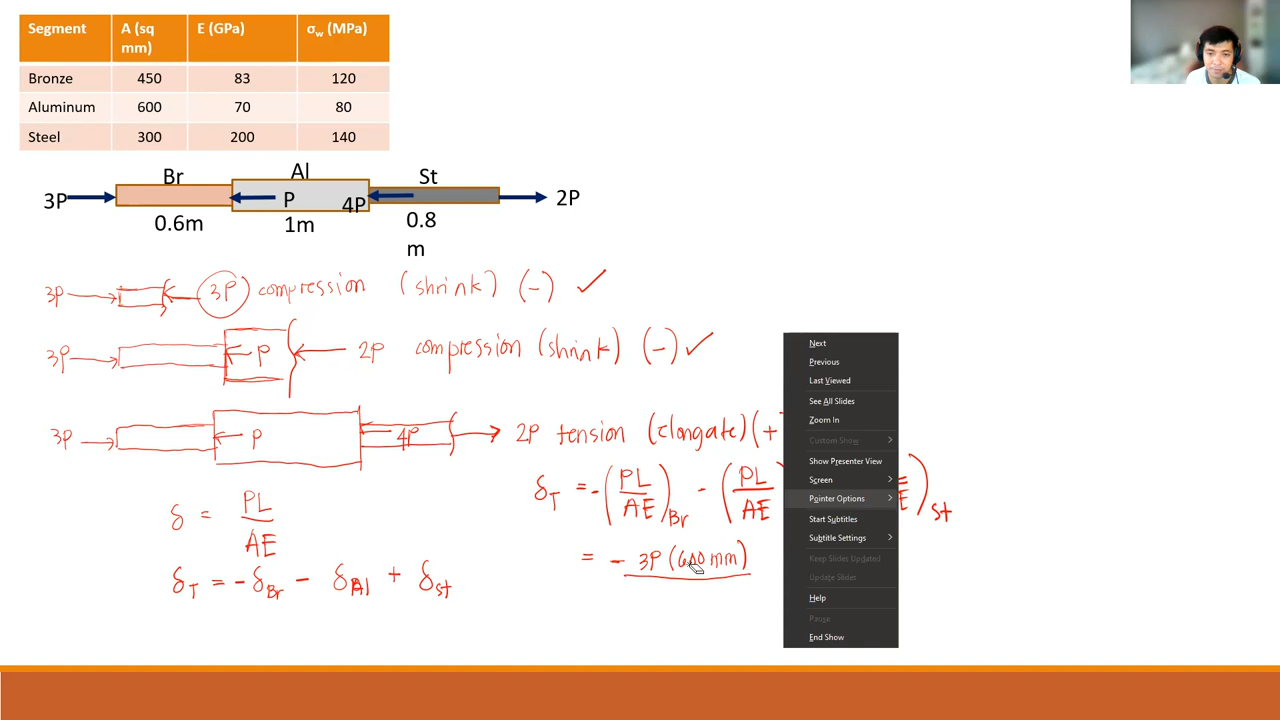 Segment A (sq mm) E (GPa) σw (MPa)
Bronze 450 83 120
Aluminum 600 70 80
Steel 300 200 140
Br Al St
3P P 4P 2P
0.6m 1m 0.8 m
3P 3P compression (shrink) (-) ✓
3P P 2P compression (shrink) (-) ✓
3P P 4P 2P tension (elongate) (+
δ = PL/AE
δT = -δBr - δAl + δst
δT = -(PL/AE)Br - (PL/AE E)st
= - 3P (600 mm)
Next
Previous
Last Viewed
See All Slides
Zoom In
Custom Show
Show Presenter View
Screen
Pointer Options
Start Subtitles
Subtitle Settings
Keep Slides Updated
Update Slides
Help
Pause
End Show